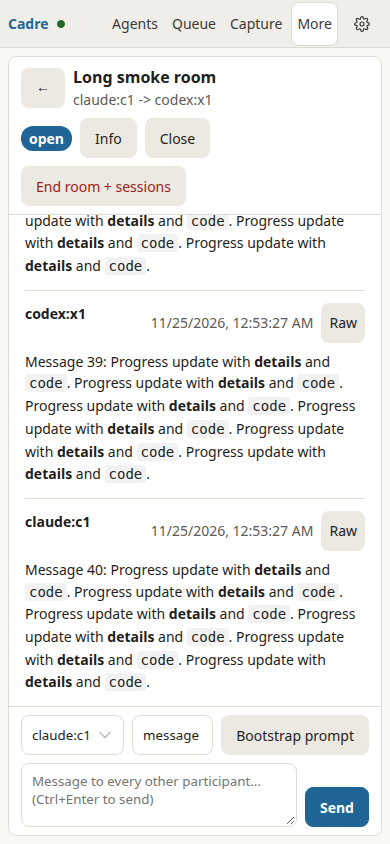 Cadre Agents Queue Capture More
← Long smoke room
claude:c1 -> codex:x1
open Info Close
End room + sessions
update with details and code. Progress update
with details and code. Progress update with
details and code.
codex:x1
11/25/2026, 12:53:27 AM Raw
Message 39: Progress update with details and
code. Progress update with details and code.
Progress update with details and code. Progress
update with details and code. Progress update
with details and code. Progress update with
details and code.
claude:c1
11/25/2026, 12:53:27 AM Raw
Message 40: Progress update with details and
code. Progress update with details and code.
Progress update with details and code. Progress
update with details and code. Progress update
with details and code. Progress update with
details and code.
claude:c1 message Bootstrap prompt
Message to every other participant...
(Ctrl+Enter to send)
Send